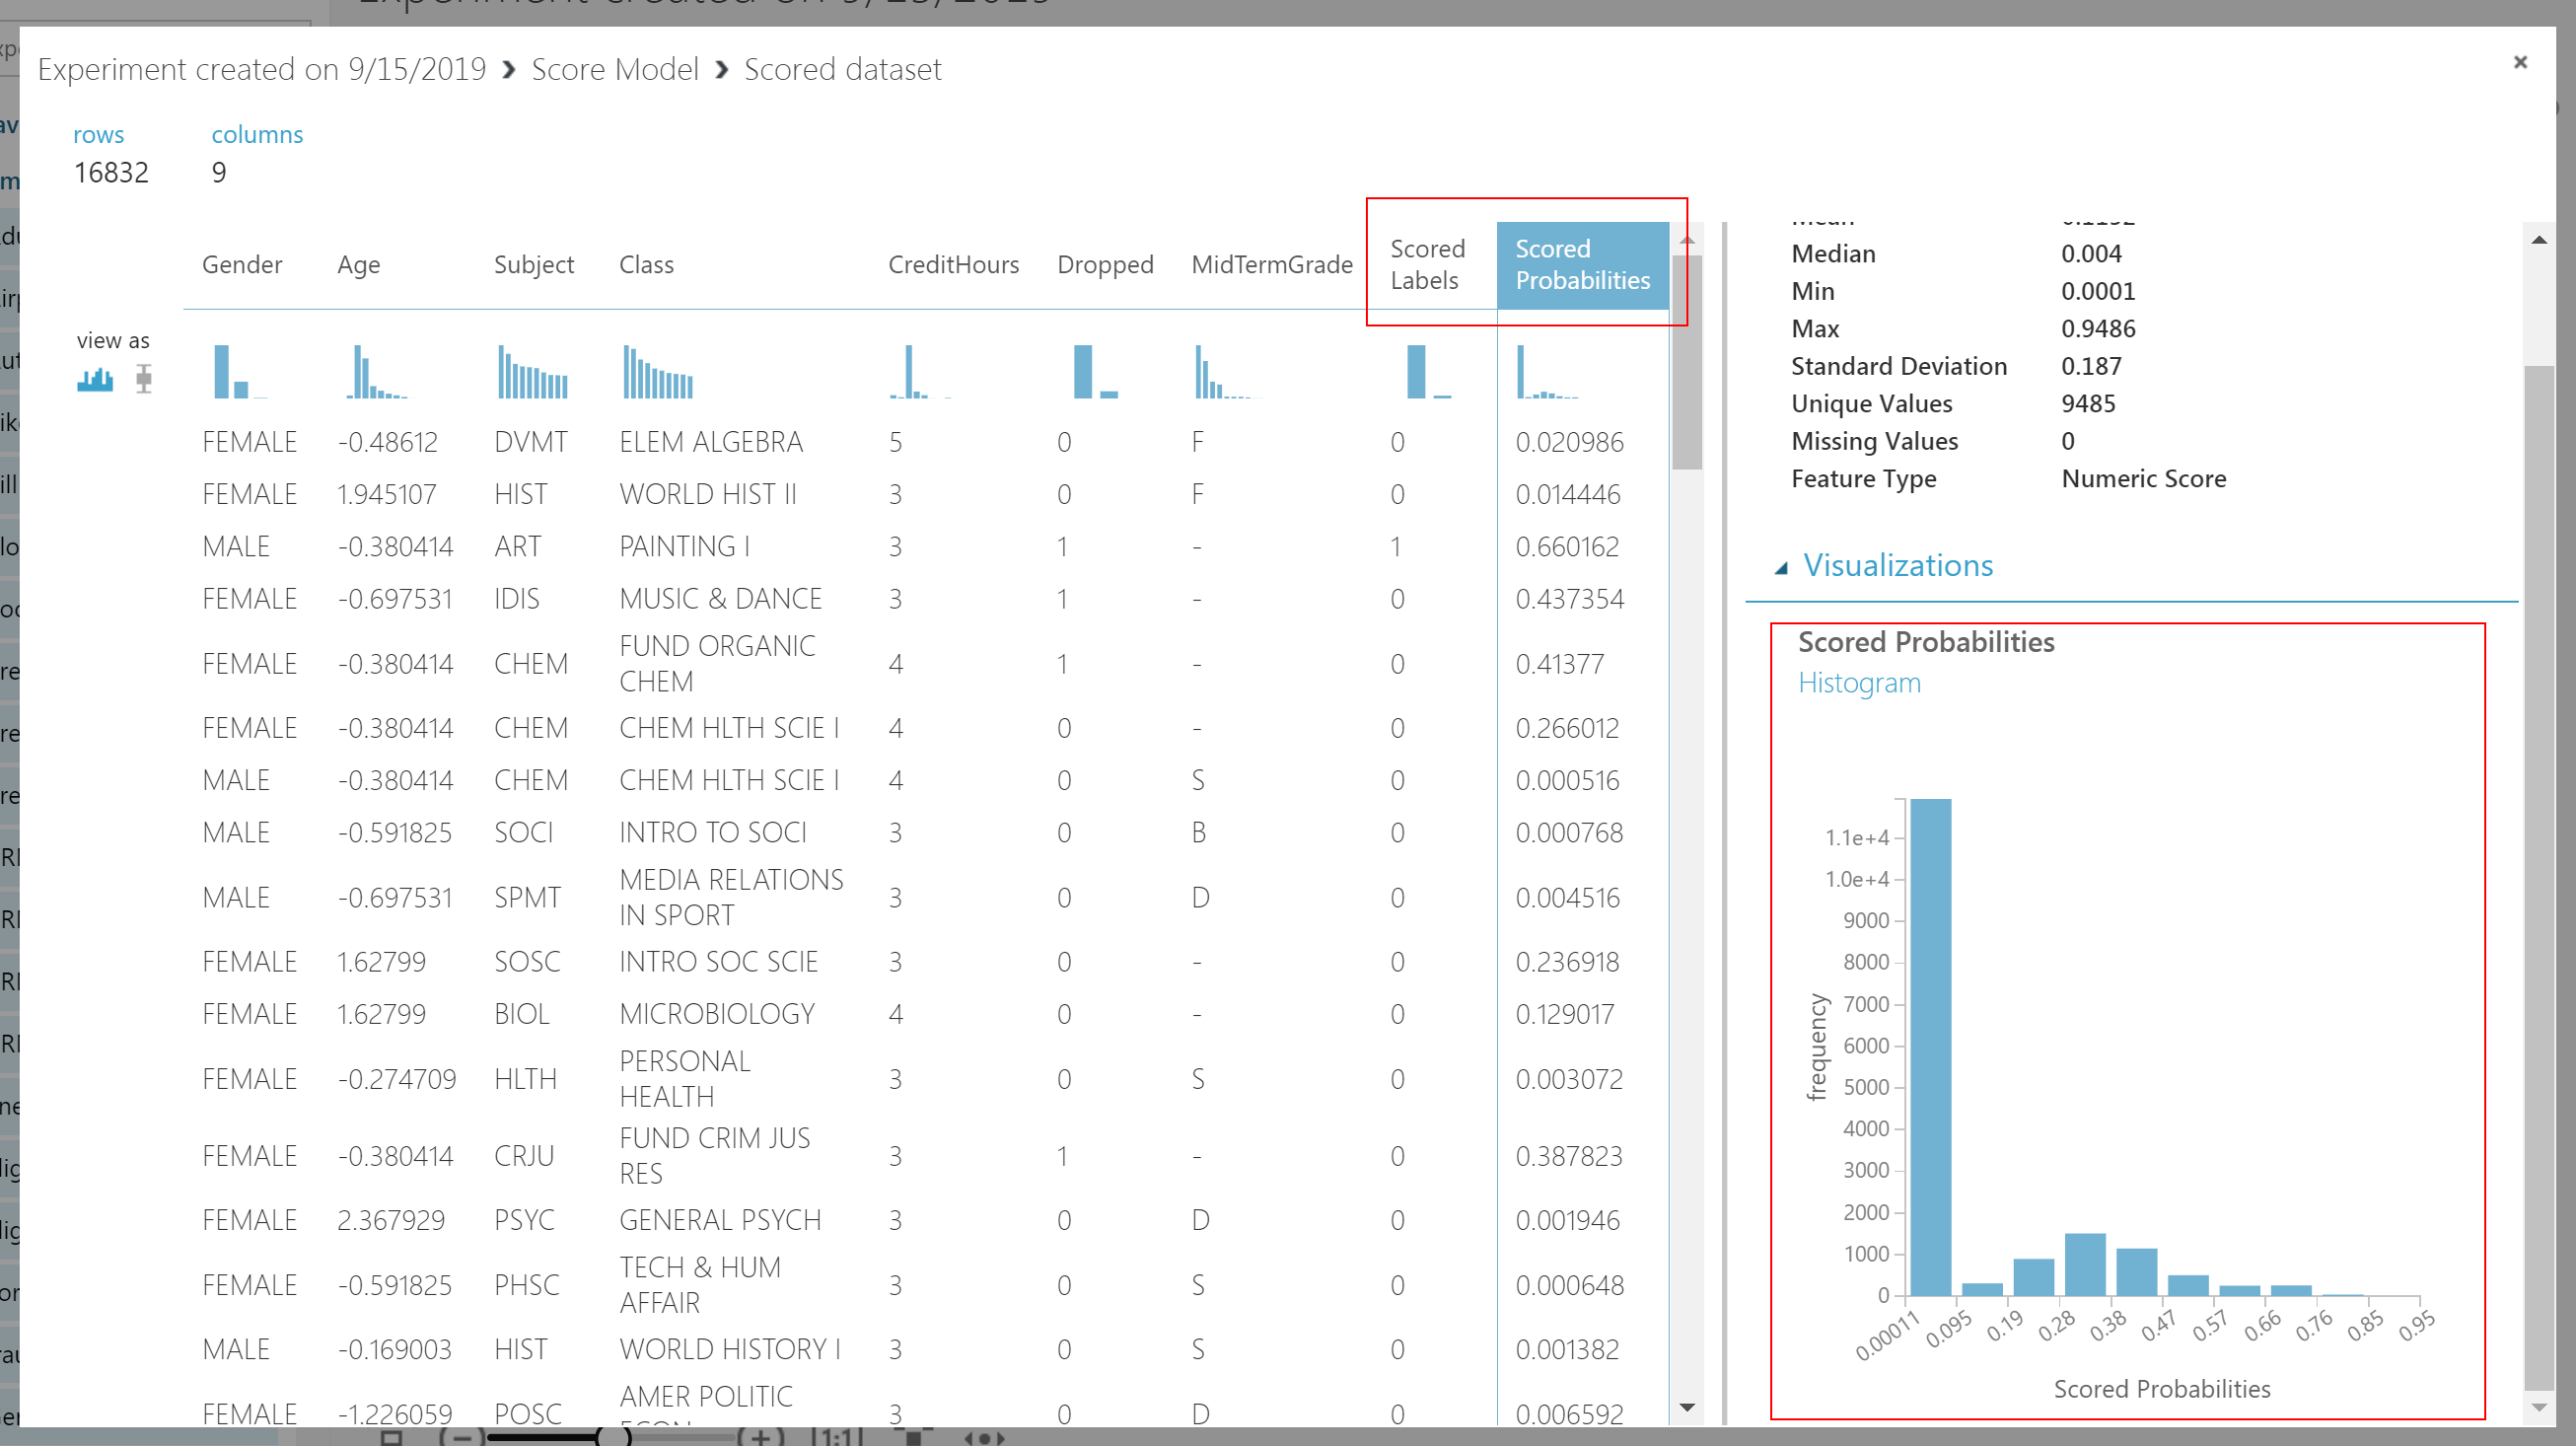 Experiment created on 9/15/2019 › Score Model › Scored dataset
rows columns
16832 9
Gender Age Subject Class CreditHours Dropped MidTermGrade Scored Labels Scored Probabilities
view as
FEMALE -0.48612 DVMT ELEM ALGEBRA 5 0 F 0 0.020986
FEMALE 1.945107 HIST WORLD HIST II 3 0 F 0 0.014446
MALE -0.380414 ART PAINTING I 3 1 - 1 0.660162
FEMALE -0.697531 IDIS MUSIC & DANCE 3 1 - 0 0.437354
FEMALE -0.380414 CHEM FUND ORGANIC CHEM 4 1 - 0 0.41377
FEMALE -0.380414 CHEM CHEM HLTH SCIE I 4 0 - 0 0.266012
MALE -0.380414 CHEM CHEM HLTH SCIE I 4 0 S 0 0.000516
MALE -0.591825 SOCI INTRO TO SOCI 3 0 B 0 0.000768
MALE -0.697531 SPMT MEDIA RELATIONS IN SPORT 3 0 D 0 0.004516
FEMALE 1.62799 SOSC INTRO SOC SCIE 3 0 - 0 0.236918
FEMALE 1.62799 BIOL MICROBIOLOGY 4 0 - 0 0.129017
FEMALE -0.274709 HLTH PERSONAL HEALTH 3 0 S 0 0.003072
FEMALE -0.380414 CRJU FUND CRIM JUS RES 3 1 - 0 0.387823
FEMALE 2.367929 PSYC GENERAL PSYCH 3 0 D 0 0.001946
FEMALE -0.591825 PHSC TECH & HUM AFFAIR 3 0 S 0 0.000648
MALE -0.169003 HIST WORLD HISTORY I 3 0 S 0 0.001382
FEMALE -1.226059 POSC AMER POLITIC ECON 3 0 D 0 0.006592
Median 0.004
Min 0.0001
Max 0.9486
Standard Deviation 0.187
Unique Values 9485
Missing Values 0
Feature Type Numeric Score
Visualizations
Scored Probabilities
Histogram
frequency
1.1e+4
1.0e+4
9000
8000
7000
6000
5000
4000
3000
2000
1000
0
0.00011 0.095 0.19 0.28 0.38 0.47 0.57 0.66 0.76 0.85 0.95
Scored Probabilities
1:1